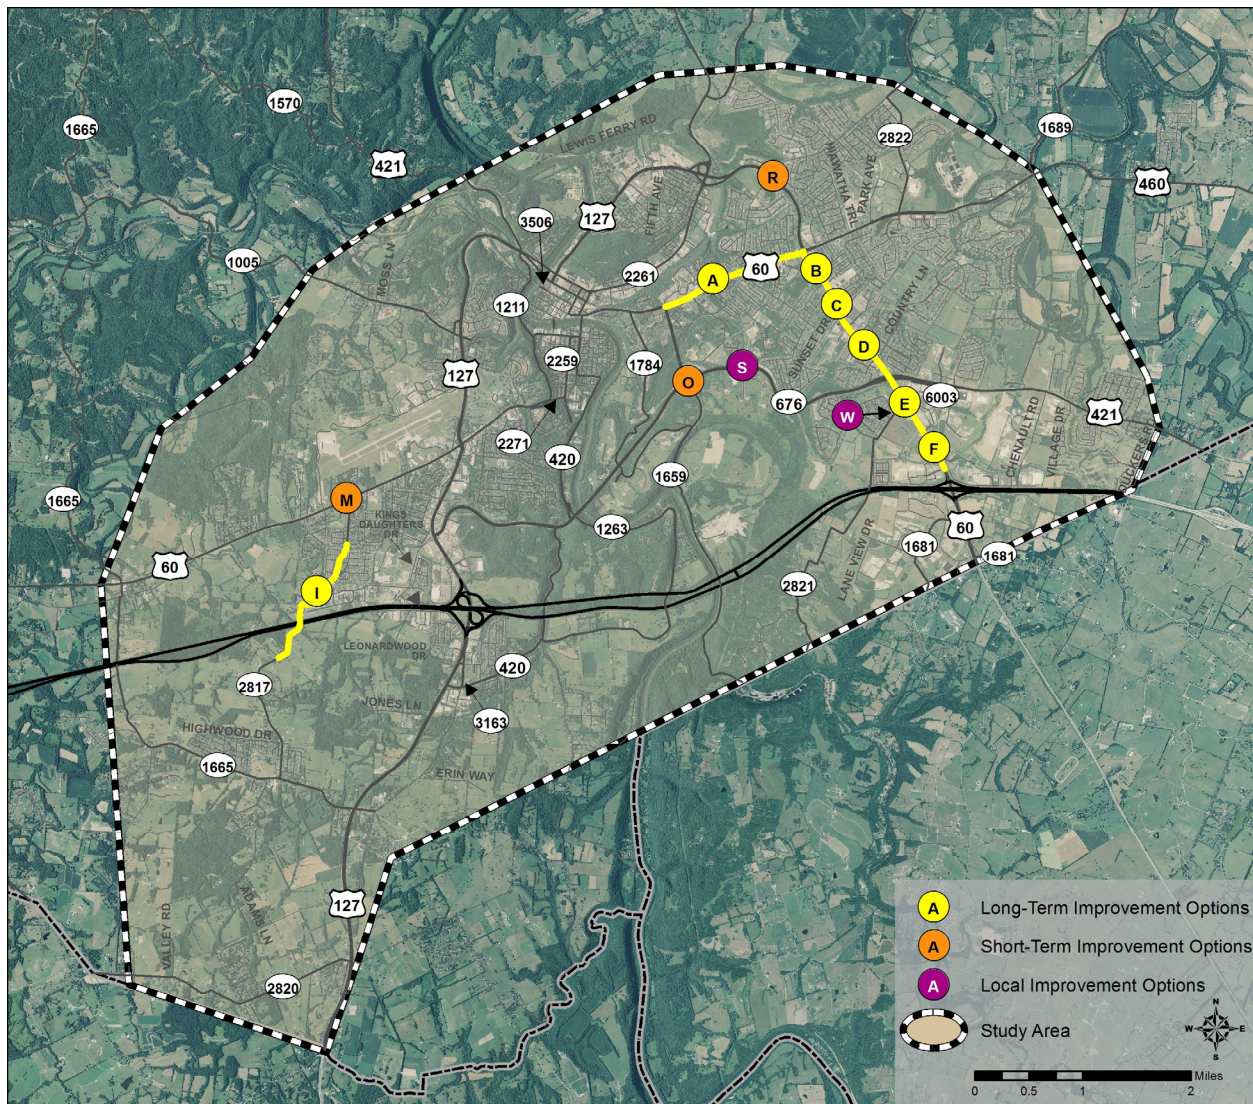 1570
1665
421
1689
2822
LEWIS FERRY RD
HIAWATHA TRL
PARK AVE
R
460
FIFTH AVE
127
3506
MOSS LN
1005
2261
60
A
B
C
1211
COUNTRY LN
SUNSET DR
D
2259
1784
127
S
O
676
E
6003
W
421
CHENAULT RD
VILLAGE DR
DUCKERS RD
2271
420
F
1659
1665
M
KINGS
DAUGHTERS
DR
1263
60
1681
1681
LANE VIEW DR
60
2821
I
LEONARDWOOD
DR
420
2817
JONES LN
3163
HIGHWOOD DR
1665
ERIN WAY
127
VALLEY RD
ADAMS LN
2820
A Long-Term Improvement Options
A Short-Term Improvement Options
A Local Improvement Options
Study Area
N
W E
S
Miles
0 0.5 1 2